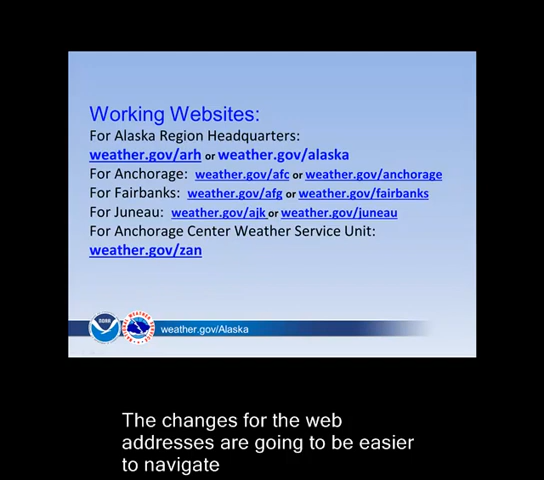 Working Websites:
For Alaska Region Headquarters:
weather.gov/arh or weather.gov/alaska
For Anchorage: weather.gov/afc or weather.gov/anchorage
For Fairbanks: weather.gov/afg or weather.gov/fairbanks
For Juneau: weather.gov/ajk or weather.gov/juneau
For Anchorage Center Weather Service Unit:
weather.gov/zan
NOAA
weather.gov/Alaska
The changes for the web
addresses are going to be easier
to navigate